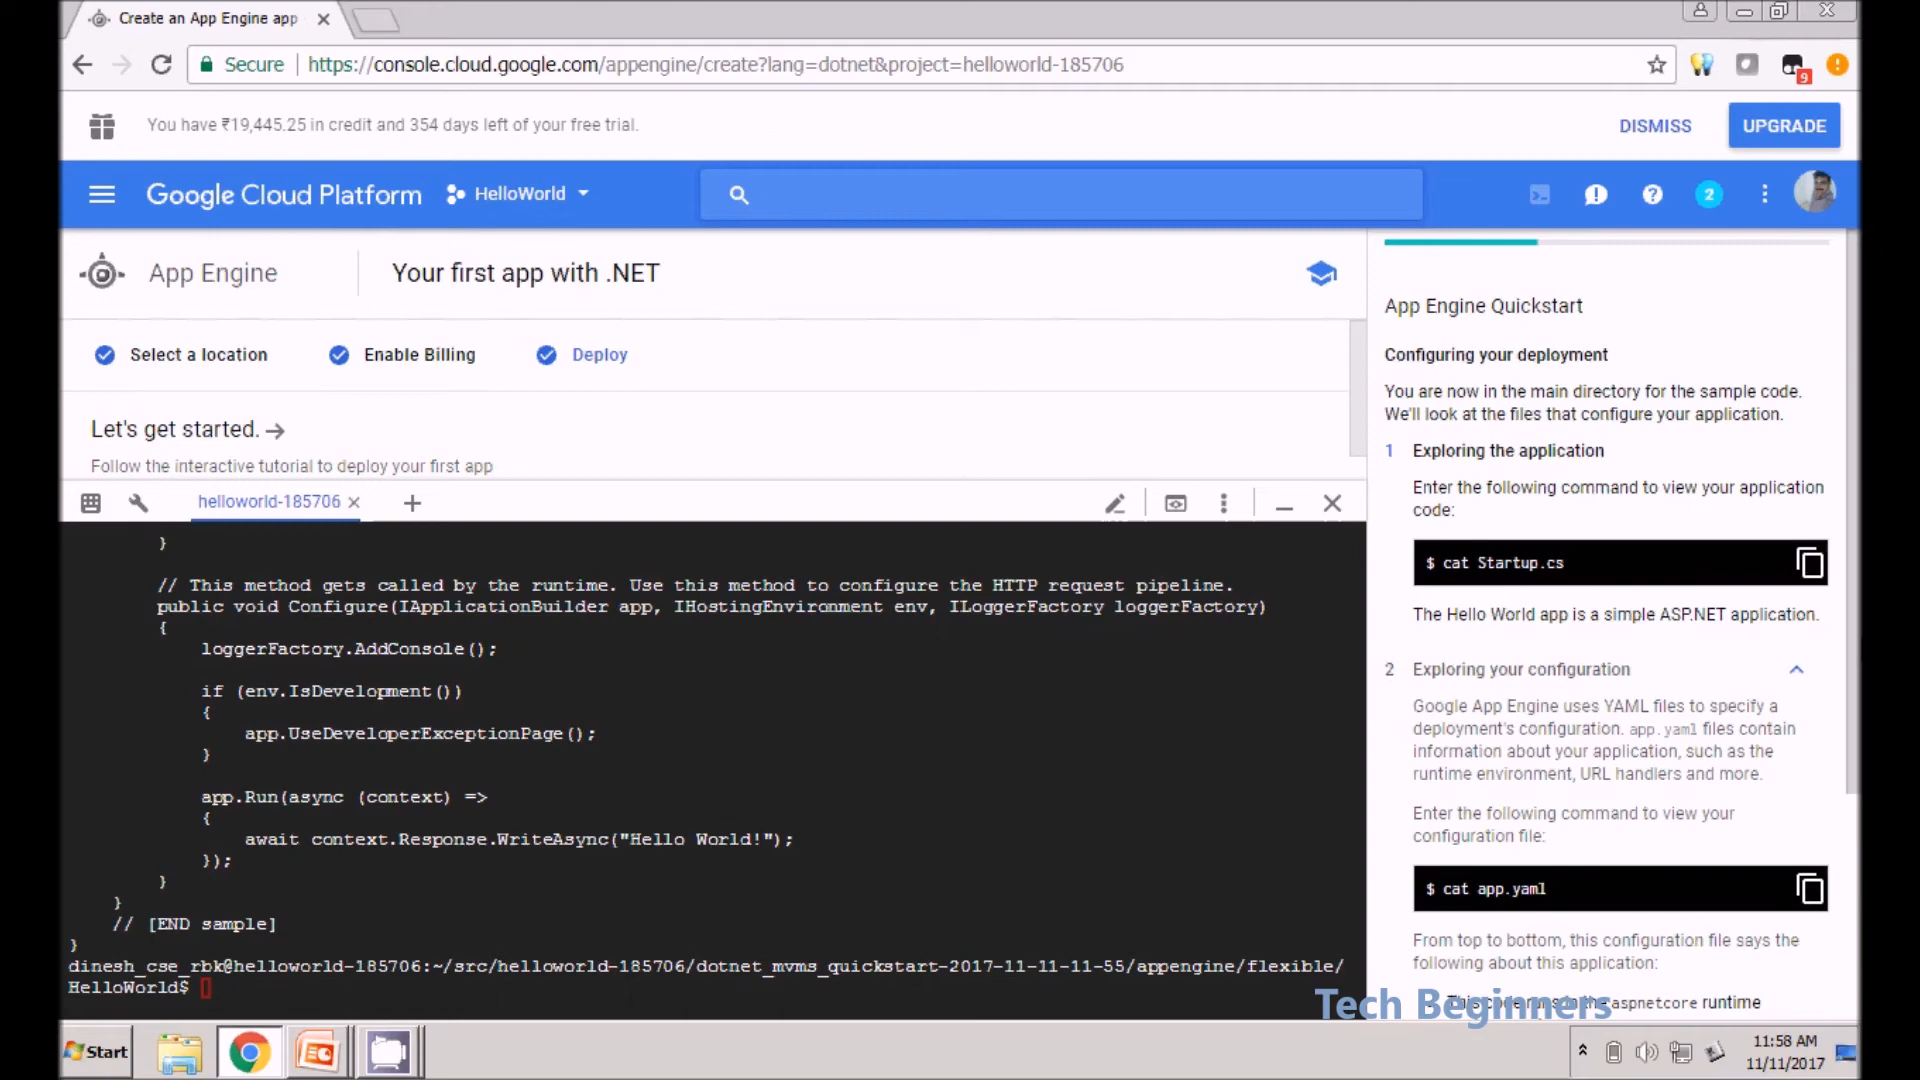 Create an App Engine app
Secure | https://console.cloud.google.com/appengine/create?lang=dotnet&project=helloworld-185706
9
You have ₹19,445.25 in credit and 354 days left of your free trial.
DISMISS
UPGRADE
Google Cloud Platform
HelloWorld
2
App Engine
Your first app with .NET
Select a location
Enable Billing
Deploy
Let's get started. →
Follow the interactive tutorial to deploy your first app
helloworld-185706
}
// This method gets called by the runtime. Use this method to configure the HTTP request pipeline.
public void Configure(IApplicationBuilder app, IHostingEnvironment env, ILoggerFactory loggerFactory)
{
loggerFactory.AddConsole();
if (env.IsDevelopment())
{
app.UseDeveloperExceptionPage();
}
app.Run(async (context) =>
{
await context.Response.WriteAsync("Hello World!");
});
}
}
// [END sample]
}
dinesh_cse_rbk@helloworld-185706:~/src/helloworld-185706/dotnet_mvms_quickstart-2017-11-11-11-55/appengine/flexible/
HelloWorld$
App Engine Quickstart
Configuring your deployment
You are now in the main directory for the sample code.
We'll look at the files that configure your application.
1 Exploring the application
Enter the following command to view your application
code:
$ cat Startup.cs
The Hello World app is a simple ASP.NET application.
2 Exploring your configuration
Google App Engine uses YAML files to specify a
deployment's configuration. app.yaml files contain
information about your application, such as the
runtime environment, URL handlers and more.
Enter the following command to view your
configuration file:
$ cat app.yaml
From top to bottom, this configuration file says the
following about this application:
This code runs in the aspnetcore runtime
Tech Beginners
Start
11:58 AM
11/11/2017